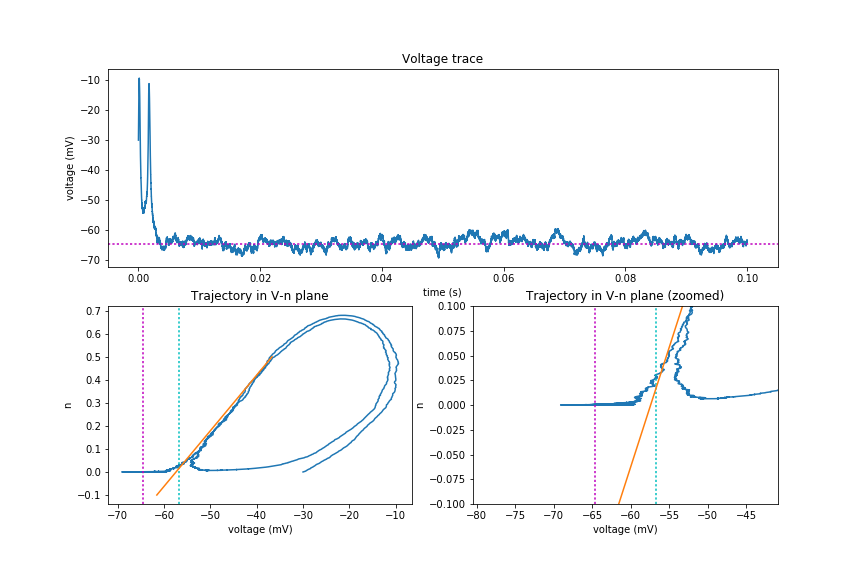 Voltage trace
−10
−20
−30
−40
−50
−60
−70
voltage (mV)
0.00 0.02 0.04 0.06 0.08 0.10
time (s)
Trajectory in V-n plane
0.7
0.6
0.5
0.4
0.3
0.2
0.1
0.0
−0.1
n
−70 −60 −50 −40 −30 −20 −10
voltage (mV)
Trajectory in V-n plane (zoomed)
0.100
0.075
0.050
0.025
0.000
−0.025
−0.050
−0.075
−0.100
n
−80 −75 −70 −65 −60 −55 −50 −45
voltage (mV)